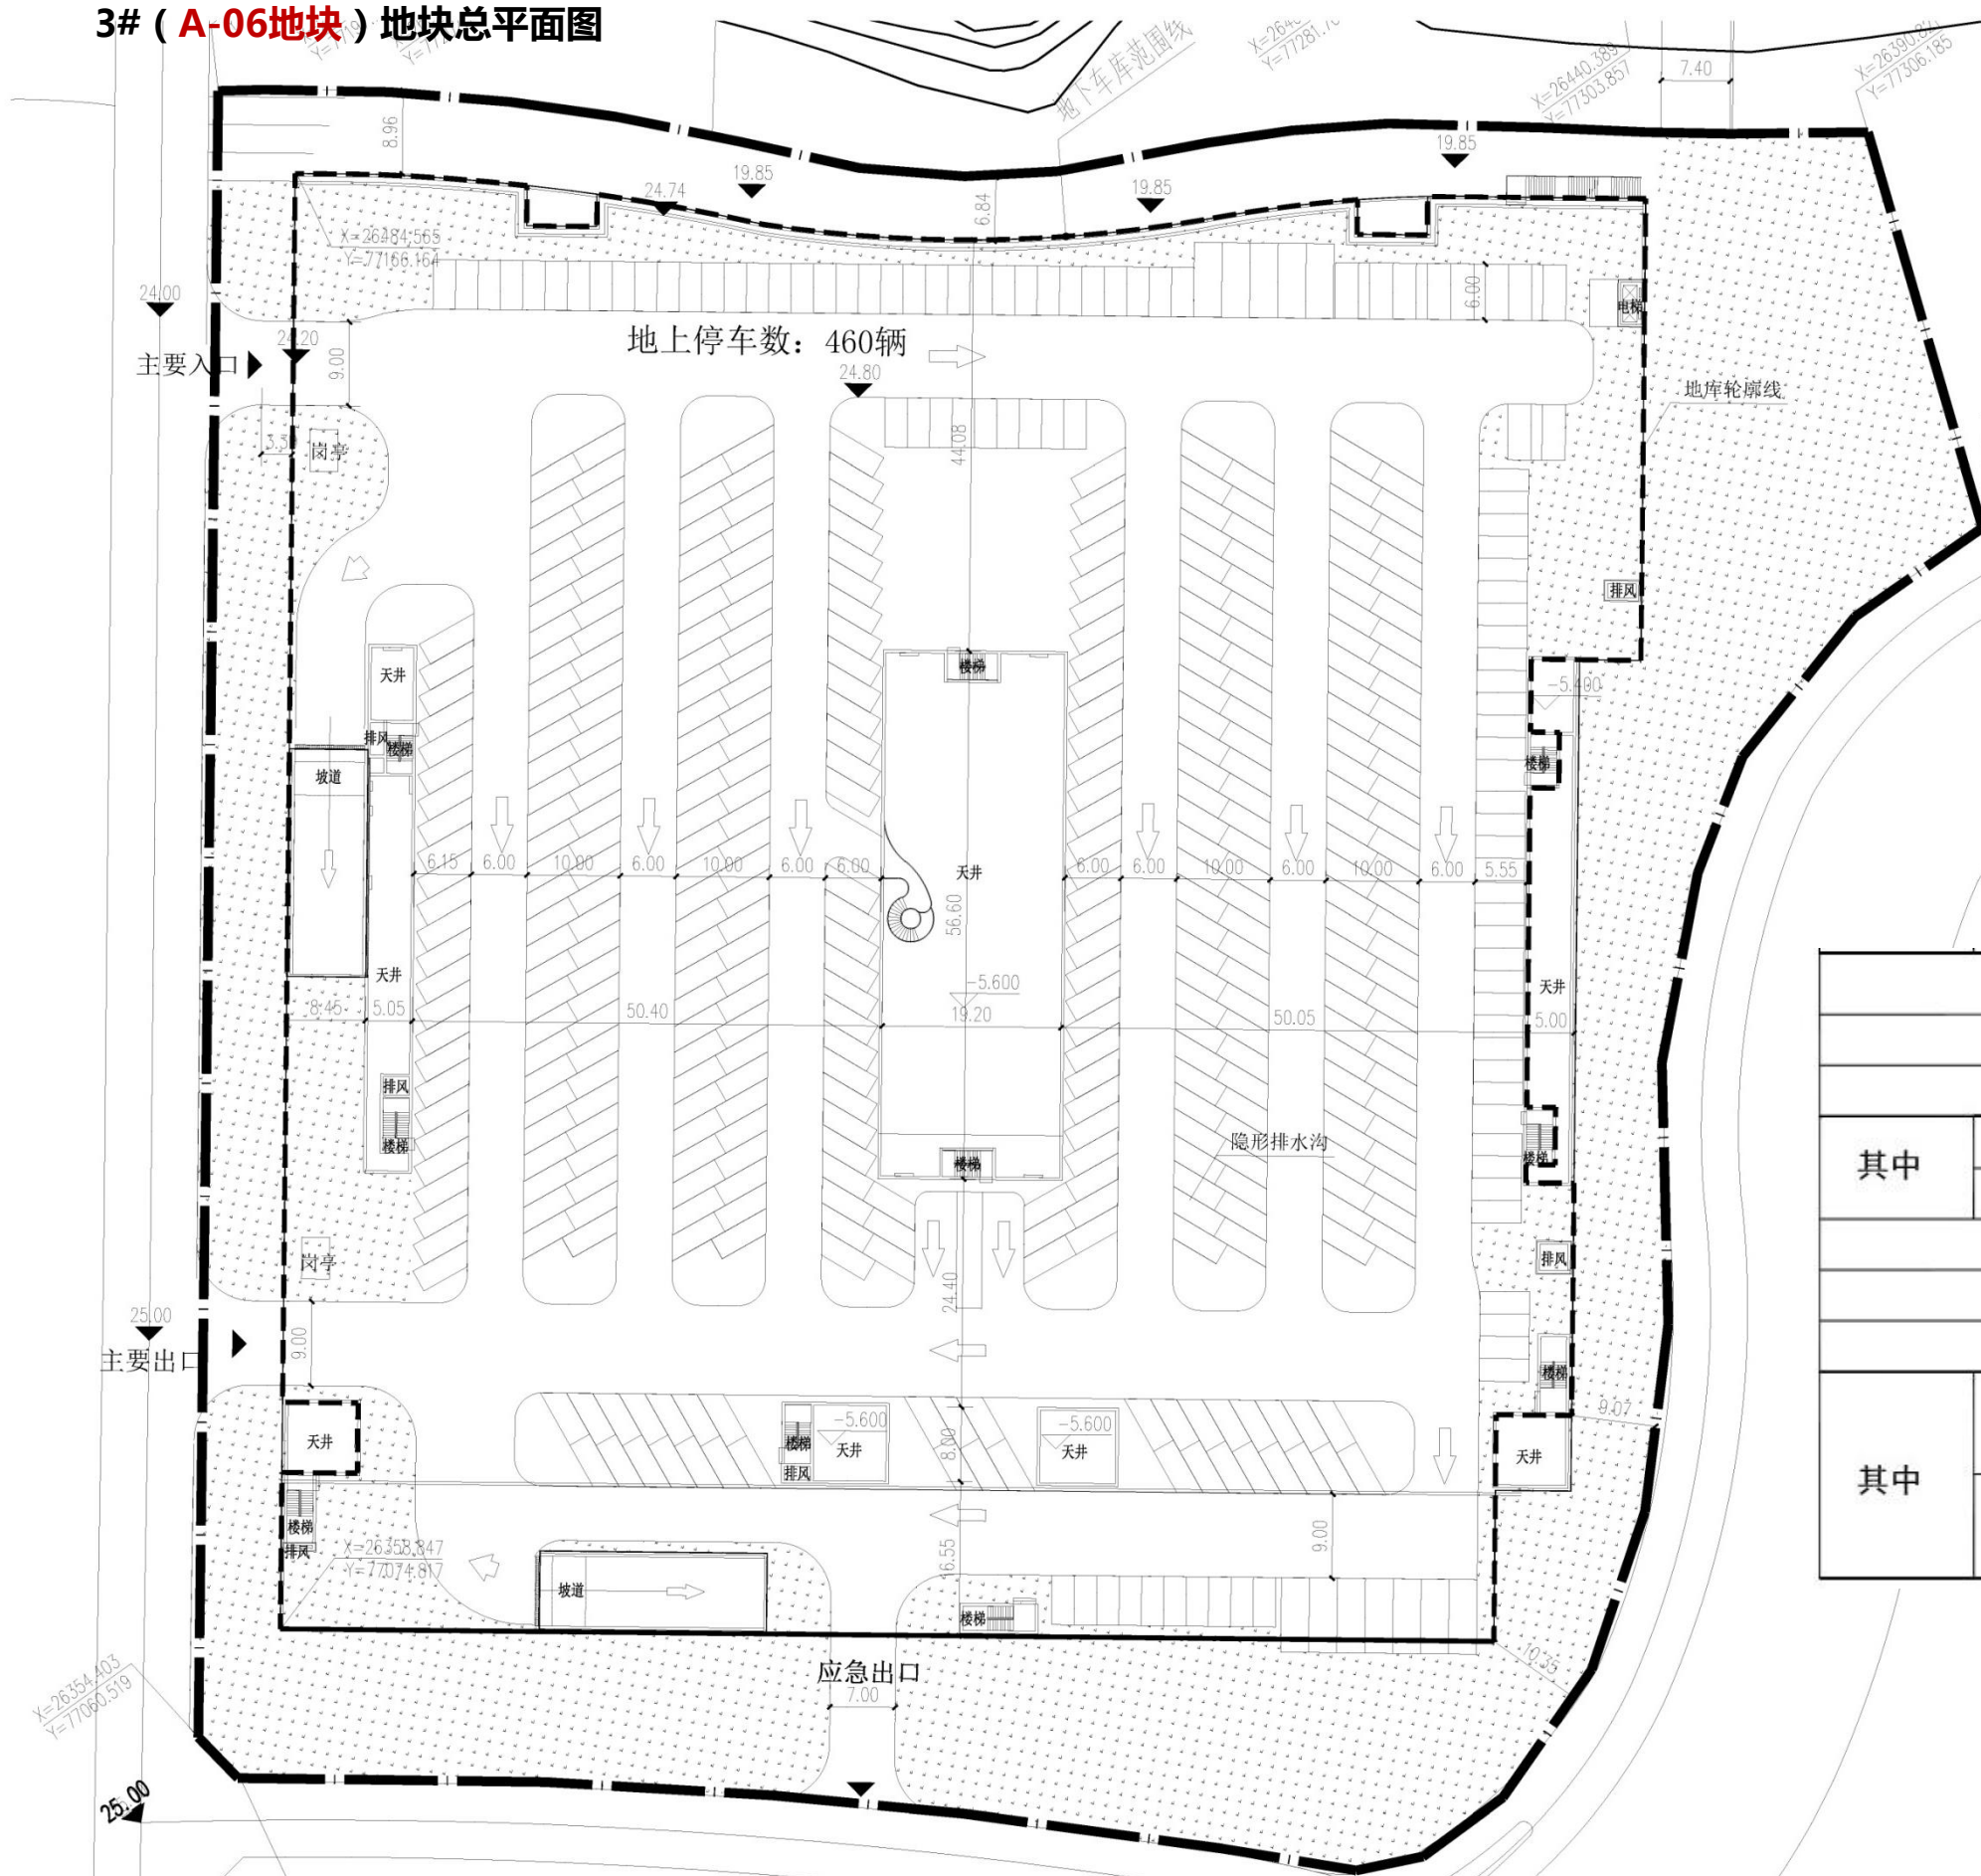 3#（A-06地块）地块总平面图
地下车库范围线
X=26440.389
Y=77303.857
7.40
X=26390.827
Y=77306.185
8.96
19.85
24.74
19.85
19.85
6.84
X=26484.565
Y=77166.164
24.00
6.00
电梯
24.20
主要入口
9.00
地上停车数：460辆
24.80
地库轮廓线
岗亭
44.08
排风
天井
楼梯
-5.400
排风
楼梯
楼梯
坡道
6.15
6.00
10.00
6.00
10.00
6.00
6.00
天井
6.00
6.00
10.00
6.00
10.00
6.00
5.55
56.60
天井
-5.600
天井
8.45
5.05
50.40
19.20
50.05
5.00
排风
楼梯
隐形排水沟
楼梯
楼梯
其中
岗亭
排风
24.40
25.00
主要出口
9.00
楼梯
9.07
天井
楼梯
排风
-5.600
天井
8.00
-5.600
天井
天井
其中
楼梯
排风
X=26358.847
Y=77074.817
坡道
16.55
9.00
楼梯
应急出口
7.00
10.35
X=26354.403
Y=77060.519
25.00